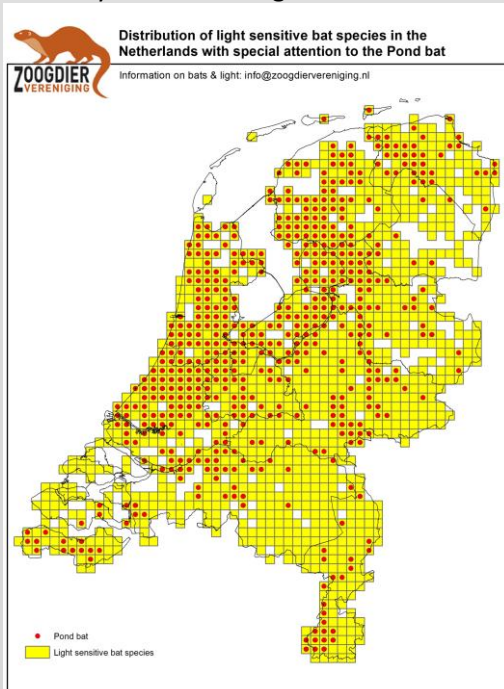 Distribution of light sensitive bat species in the
Netherlands with special attention to the Pond bat
ZOOGDIER
VERENIGING
Information on bats & light: info@zoogdiervereniging.nl
Pond bat
Light sensitive bat species